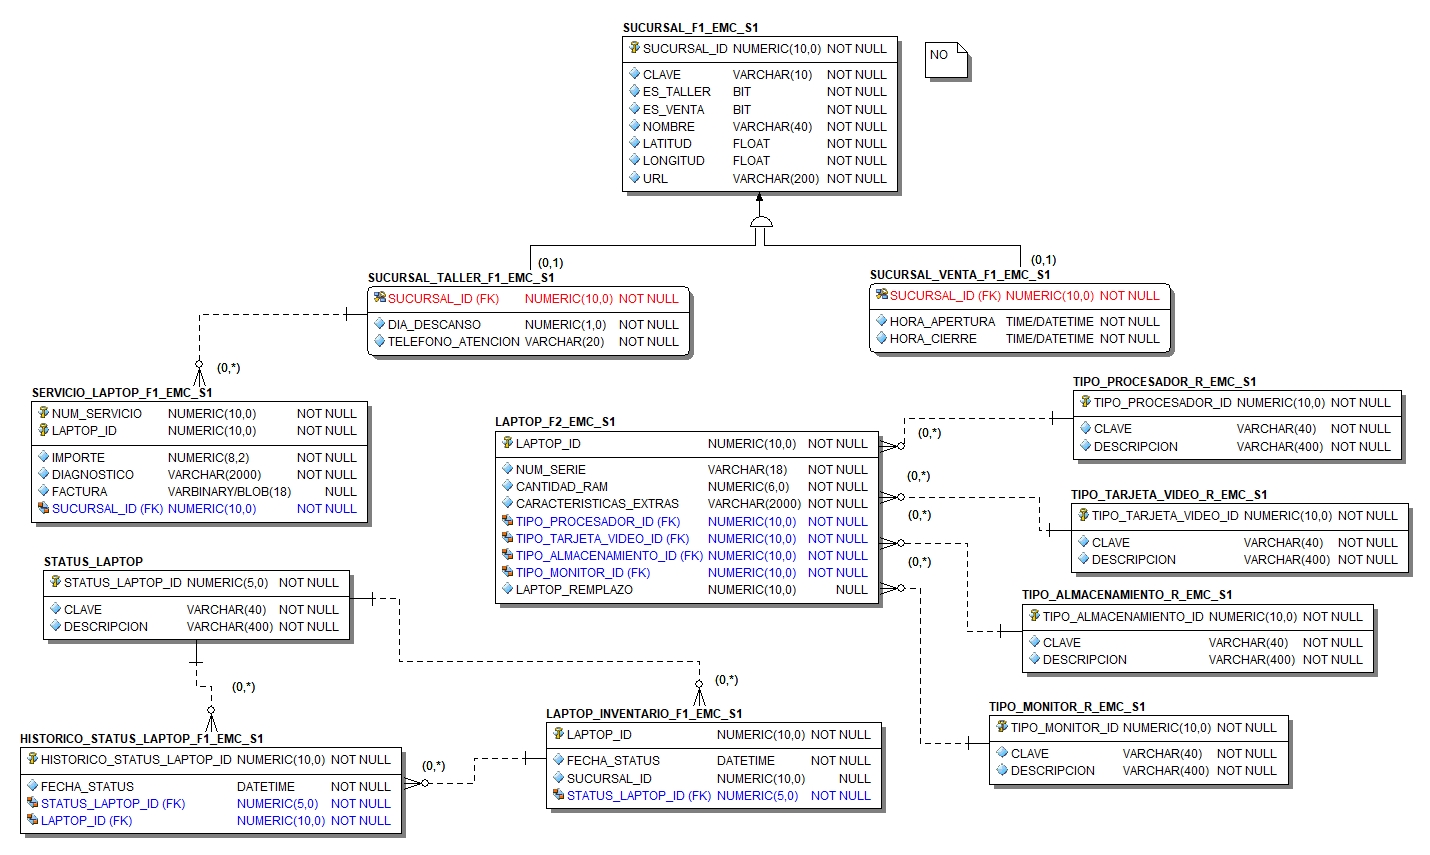 SUCURSAL_F1_EMC_S1
SUCURSAL_ID NUMERIC(10,0) NOT NULL
CLAVE VARCHAR(10) NOT NULL
ES_TALLER BIT NOT NULL
ES_VENTA BIT NOT NULL
NOMBRE VARCHAR(40) NOT NULL
LATITUD FLOAT NOT NULL
LONGITUD FLOAT NOT NULL
URL VARCHAR(200) NOT NULL
NO
(0,1)
SUCURSAL_TALLER_F1_EMC_S1
SUCURSAL_ID (FK) NUMERIC(10,0) NOT NULL
DIA_DESCANSO NUMERIC(1,0) NOT NULL
TELEFONO_ATENCION VARCHAR(20) NOT NULL
(0,1)
SUCURSAL_VENTA_F1_EMC_S1
SUCURSAL_ID (FK) NUMERIC(10,0) NOT NULL
HORA_APERTURA TIME/DATETIME NOT NULL
HORA_CIERRE TIME/DATETIME NOT NULL
(0,*)
SERVICIO_LAPTOP_F1_EMC_S1
NUM_SERVICIO NUMERIC(10,0) NOT NULL
LAPTOP_ID NUMERIC(10,0) NOT NULL
IMPORTE NUMERIC(8,2) NOT NULL
DIAGNOSTICO VARCHAR(2000) NOT NULL
FACTURA VARBINARY/BLOB(18) NULL
SUCURSAL_ID (FK) NUMERIC(10,0) NOT NULL
LAPTOP_F2_EMC_S1
LAPTOP_ID NUMERIC(10,0) NOT NULL
NUM_SERIE VARCHAR(18) NOT NULL
CANTIDAD_RAM NUMERIC(6,0) NOT NULL
CARACTERISTICAS_EXTRAS VARCHAR(2000) NOT NULL
TIPO_PROCESADOR_ID (FK) NUMERIC(10,0) NOT NULL
TIPO_TARJETA_VIDEO_ID (FK) NUMERIC(10,0) NOT NULL
TIPO_ALMACENAMIENTO_ID (FK) NUMERIC(10,0) NOT NULL
TIPO_MONITOR_ID (FK) NUMERIC(10,0) NOT NULL
LAPTOP_REMPLAZO NUMERIC(10,0) NULL
(0,*)
(0,*)
(0,*)
(0,*)
TIPO_PROCESADOR_R_EMC_S1
TIPO_PROCESADOR_ID NUMERIC(10,0) NOT NULL
CLAVE VARCHAR(40) NOT NULL
DESCRIPCION VARCHAR(400) NOT NULL
TIPO_TARJETA_VIDEO_R_EMC_S1
TIPO_TARJETA_VIDEO_ID NUMERIC(10,0) NOT NULL
CLAVE VARCHAR(40) NOT NULL
DESCRIPCION VARCHAR(400) NOT NULL
TIPO_ALMACENAMIENTO_R_EMC_S1
TIPO_ALMACENAMIENTO_ID NUMERIC(10,0) NOT NULL
CLAVE VARCHAR(40) NOT NULL
DESCRIPCION VARCHAR(400) NOT NULL
TIPO_MONITOR_R_EMC_S1
TIPO_MONITOR_ID NUMERIC(10,0) NOT NULL
CLAVE VARCHAR(40) NOT NULL
DESCRIPCION VARCHAR(400) NOT NULL
STATUS_LAPTOP
STATUS_LAPTOP_ID NUMERIC(5,0) NOT NULL
CLAVE VARCHAR(40) NOT NULL
DESCRIPCION VARCHAR(400) NOT NULL
(0,*)
(0,*)
HISTORICO_STATUS_LAPTOP_F1_EMC_S1
HISTORICO_STATUS_LAPTOP_ID NUMERIC(10,0) NOT NULL
FECHA_STATUS DATETIME NOT NULL
STATUS_LAPTOP_ID (FK) NUMERIC(5,0) NOT NULL
LAPTOP_ID (FK) NUMERIC(10,0) NOT NULL
(0,*)
LAPTOP_INVENTARIO_F1_EMC_S1
LAPTOP_ID NUMERIC(10,0) NOT NULL
FECHA_STATUS DATETIME NOT NULL
SUCURSAL_ID NUMERIC(10,0) NULL
STATUS_LAPTOP_ID (FK) NUMERIC(5,0) NOT NULL